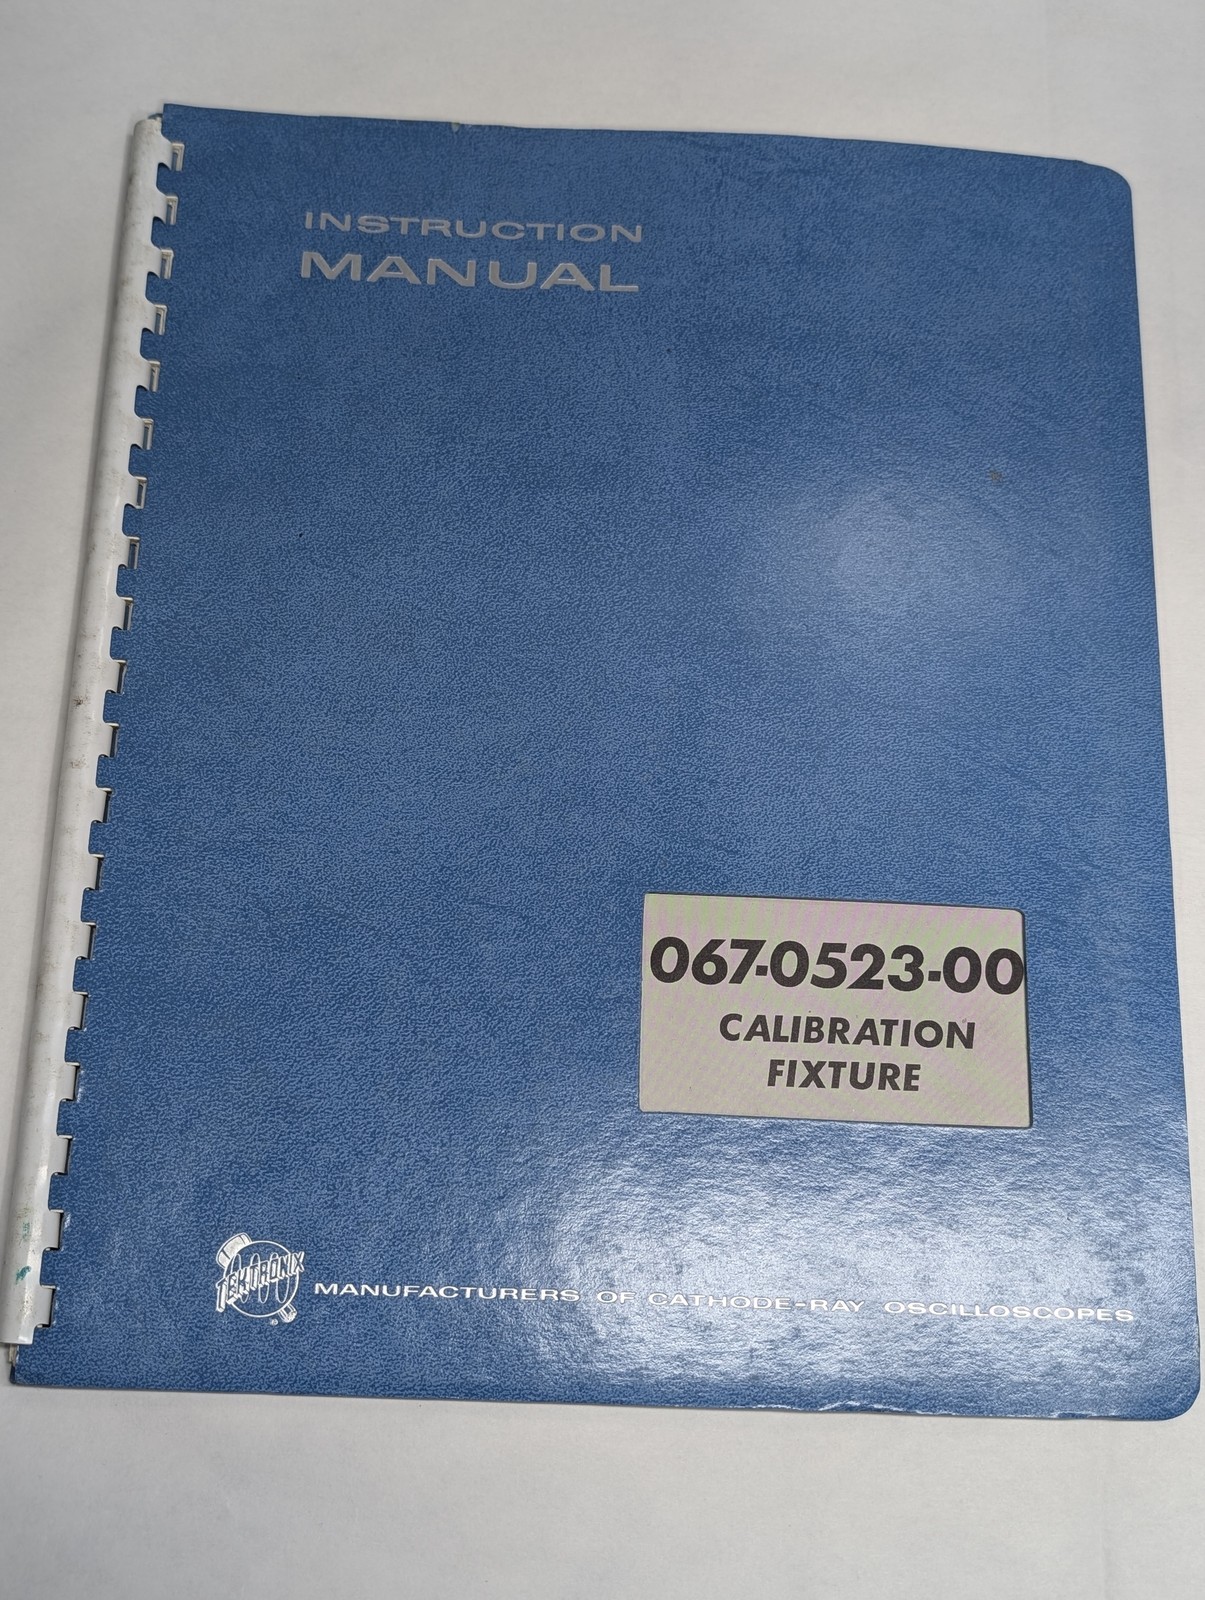 INSTRUCTION
MANUAL
067-0523-00
CALIBRATION
FIXTURE
TEKTRONIX
®
MANUFACTURERS OF CATHODE-RAY OSCILLOSCOPES